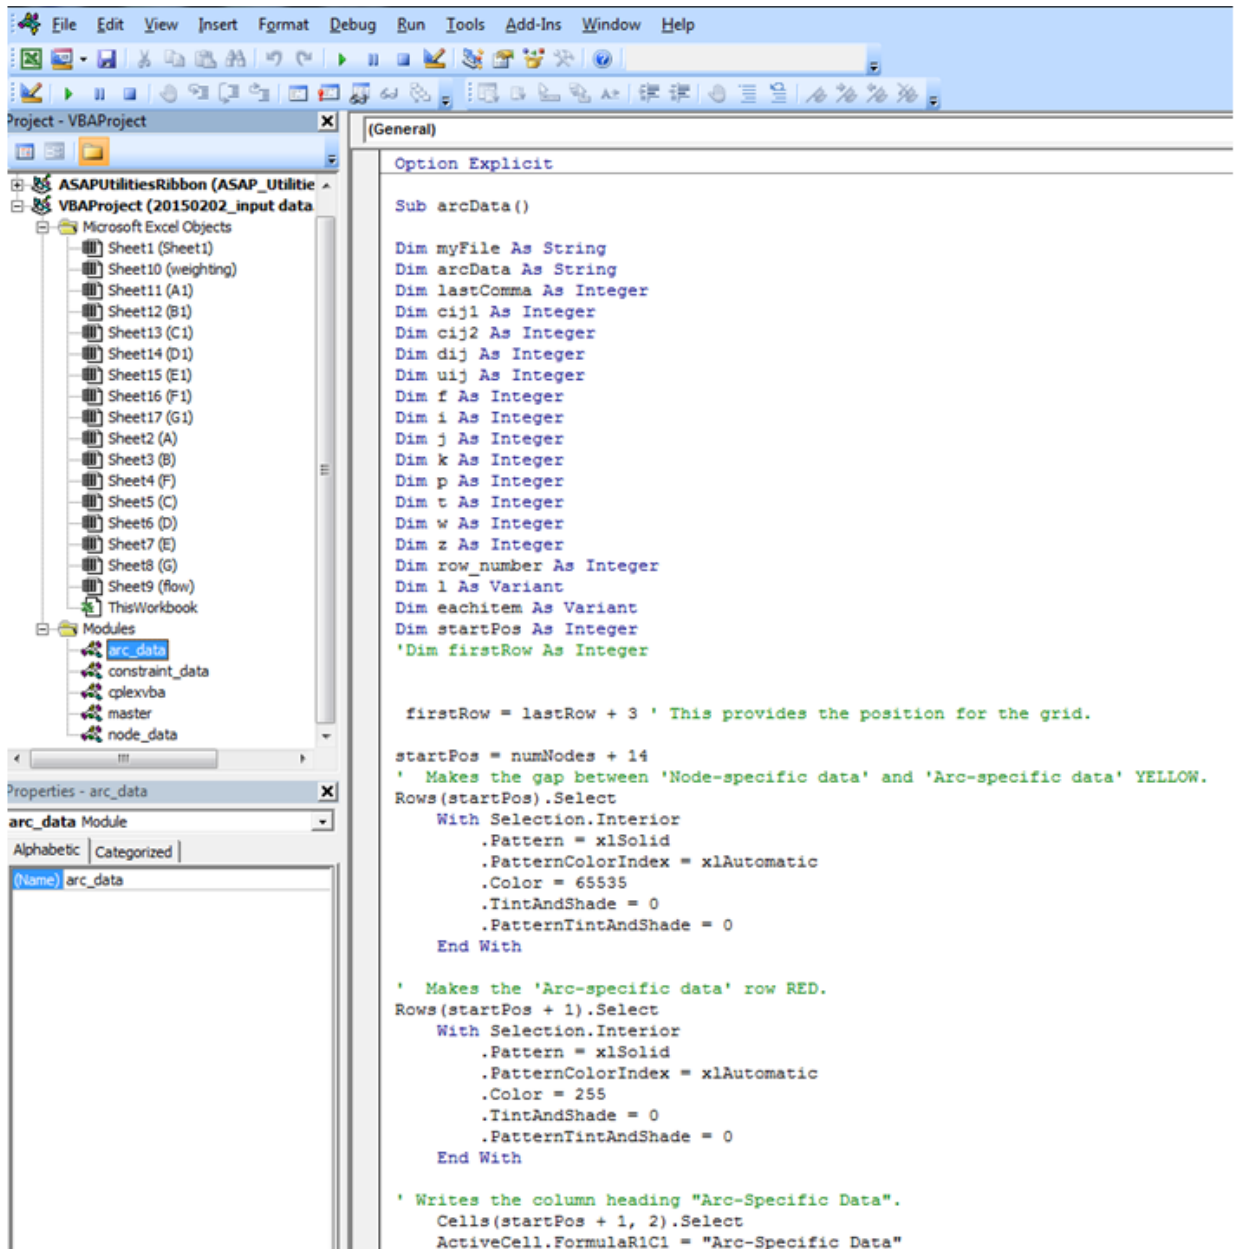 File Edit View Insert Format Debug Run Tools Add-Ins Window Help
Project - VBAProject
ASAPUtilitiesRibbon (ASAP_Utilitie
VBAProject (20150202_input data
Microsoft Excel Objects
Sheet1 (Sheet1)
Sheet10 (weighting)
Sheet11 (A1)
Sheet12 (B1)
Sheet13 (C1)
Sheet14 (D1)
Sheet15 (E1)
Sheet16 (F1)
Sheet17 (G1)
Sheet2 (A)
Sheet3 (B)
Sheet4 (F)
Sheet5 (C)
Sheet6 (D)
Sheet7 (E)
Sheet8 (G)
Sheet9 (flow)
ThisWorkbook
Modules
arc_data
constraint_data
cplexvba
master
node_data
Properties - arc_data
arc_data Module
Alphabetic Categorized
(Name) arc_data
(General)
Option Explicit
Sub arcData()
Dim myFile As String
Dim arcData As String
Dim lastComma As Integer
Dim cij1 As Integer
Dim cij2 As Integer
Dim dij As Integer
Dim uij As Integer
Dim f As Integer
Dim i As Integer
Dim j As Integer
Dim k As Integer
Dim p As Integer
Dim t As Integer
Dim w As Integer
Dim z As Integer
Dim row_number As Integer
Dim l As Variant
Dim eachitem As Variant
Dim startPos As Integer
'Dim firstRow As Integer
firstRow = lastRow + 3 ' This provides the position for the grid.
startPos = numNodes + 14
' Makes the gap between 'Node-specific data' and 'Arc-specific data' YELLOW.
Rows(startPos).Select
With Selection.Interior
.Pattern = xlSolid
.PatternColorIndex = xlAutomatic
.Color = 65535
.TintAndShade = 0
.PatternTintAndShade = 0
End With
' Makes the 'Arc-specific data' row RED.
Rows(startPos + 1).Select
With Selection.Interior
.Pattern = xlSolid
.PatternColorIndex = xlAutomatic
.Color = 255
.TintAndShade = 0
.PatternTintAndShade = 0
End With
' Writes the column heading "Arc-Specific Data".
Cells(startPos + 1, 2).Select
ActiveCell.FormulaR1C1 = "Arc-Specific Data"